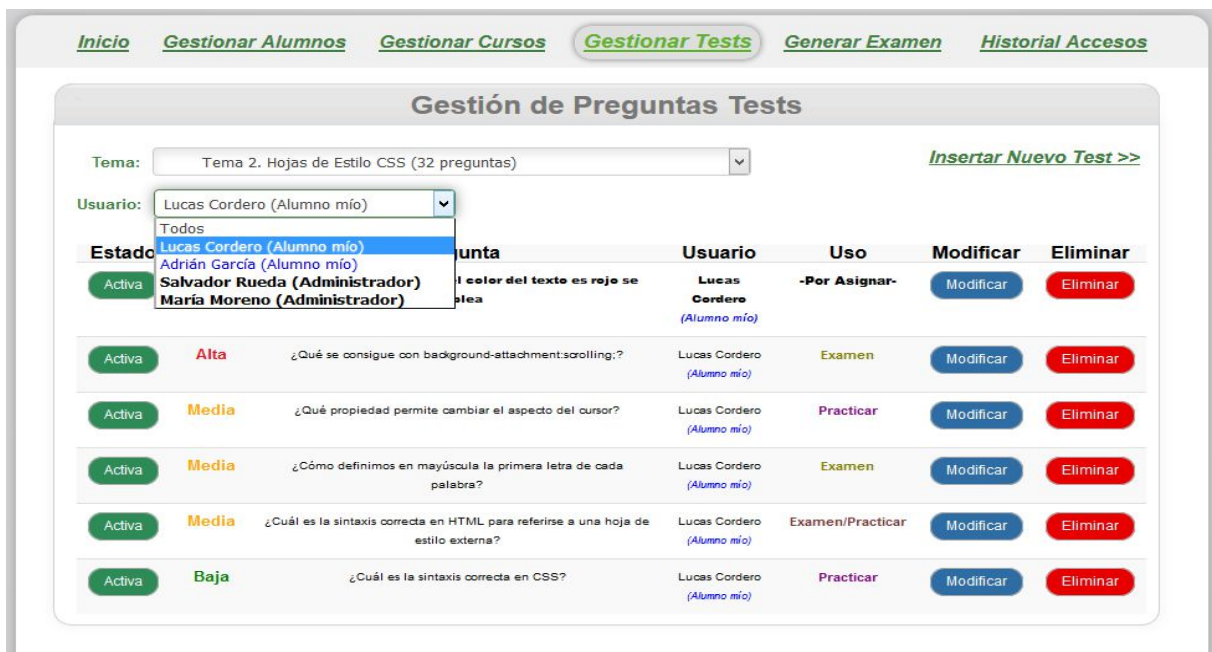 Inicio Gestionar Alumnos Gestionar Cursos Gestionar Tests Generar Examen Historial Accesos
Gestión de Preguntas Tests
Tema: Tema 2. Hojas de Estilo CSS (32 preguntas) Insertar Nuevo Test >>
Usuario: Lucas Cordero (Alumno mío)
Todos
Lucas Cordero (Alumno mío)
Adrián García (Alumno mío)
Salvador Rueda (Administrador)
María Moreno (Administrador)
Estado Usuario Uso Modificar Eliminar
Activa color del texto es rojo se Lucas -Por Asignar- Modificar Eliminar
Cordero
(Alumno mío)
Activa Alta ¿Qué se consigue con background-attachment:scrolling;? Lucas Cordero Examen Modificar Eliminar
(Alumno mío)
Activa Media ¿Qué propiedad permite cambiar el aspecto del cursor? Lucas Cordero Practicar Modificar Eliminar
(Alumno mío)
Activa Media ¿Cómo definimos en mayúscula la primera letra de cada Lucas Cordero Examen Modificar Eliminar
palabra? (Alumno mío)
Activa Media ¿Cuál es la sintaxis correcta en HTML para referirse a una hoja de Lucas Cordero Examen/Practicar Modificar Eliminar
estilo externa? (Alumno mío)
Activa Baja ¿Cuál es la sintaxis correcta en CSS? Lucas Cordero Practicar Modificar Eliminar
(Alumno mío)